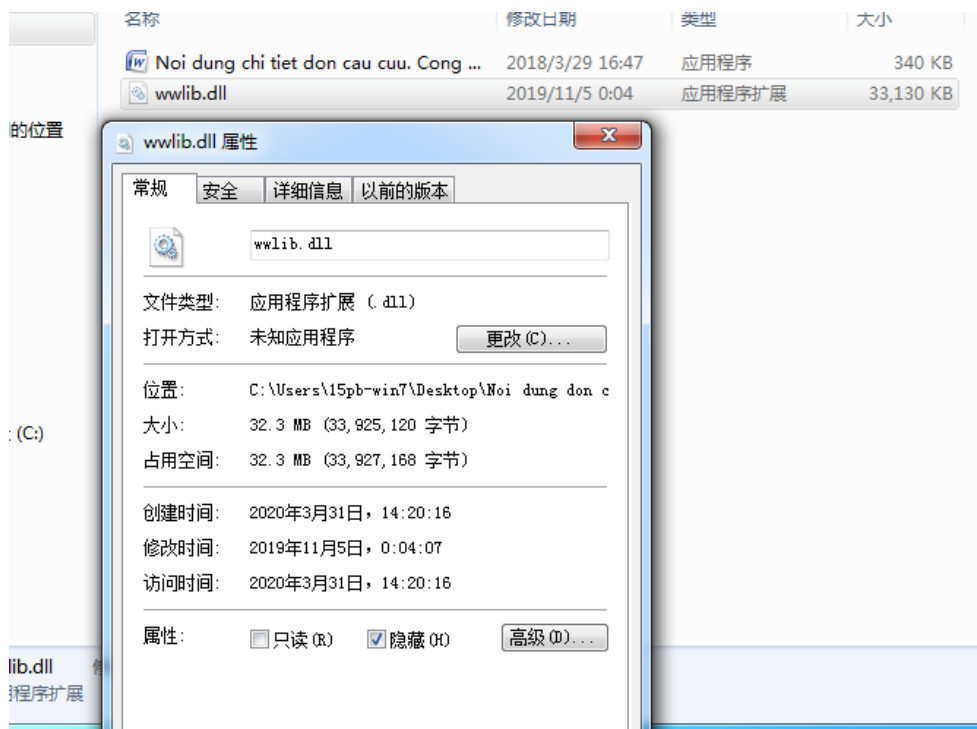 名称 修改日期 类型 大小
Noi dung chi tiet don cau cuu. Cong ... 2018/3/29 16:47 应用程序 340 KB
wwlib.dll 2019/11/5 0:04 应用程序扩展 33,130 KB
的位置
wwlib.dll 属性
常规 安全 详细信息 以前的版本
wwlib.dll
文件类型: 应用程序扩展 (.dll)
打开方式: 未知应用程序 更改(C)...
位置: C:\Users\15pb-win7\Desktop\Noi dung don c
大小: 32.3 MB (33,925,120 字节)
(C:)
占用空间: 32.3 MB (33,927,168 字节)
创建时间: 2020年3月31日，14:20:16
修改时间: 2019年11月5日，0:04:07
访问时间: 2020年3月31日，14:20:16
属性: 只读(R) 隐藏(H) 高级(D)...
lib.dll
程序扩展